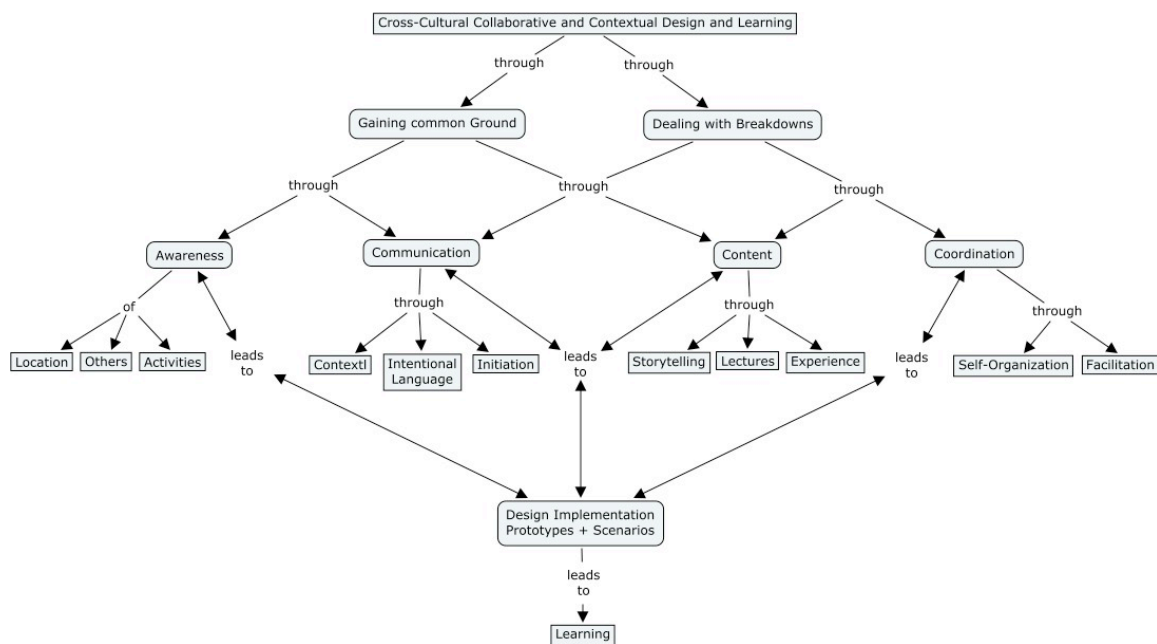 Cross-Cultural Collaborative and Contextual Design and Learning
through
through
Gaining common Ground
Dealing with Breakdowns
through
through
through
Awareness
Communication
Content
Coordination
of
through
through
through
Location
Others
Activities
leads
to
Contextl
Intentional
Language
Initiation
leads
to
Storytelling
Lectures
Experience
leads
to
Self-Organization
Facilitation
Design Implementation
Prototypes + Scenarios
leads
to
Learning